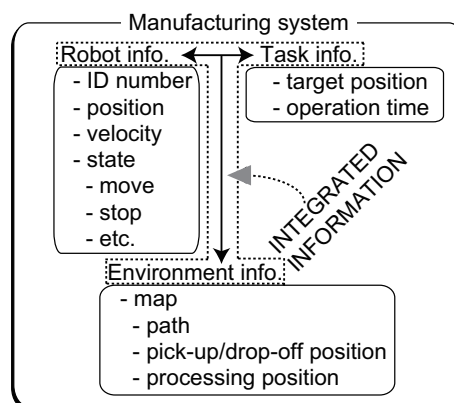 Manufacturing system
Robot info.
- ID number
- position
- velocity
- state
- move
- stop
- etc.
Task info.
- target position
- operation time
INTEGRATED
INFORMATION
Environment info.
- map
- path
- pick-up/drop-off position
- processing position